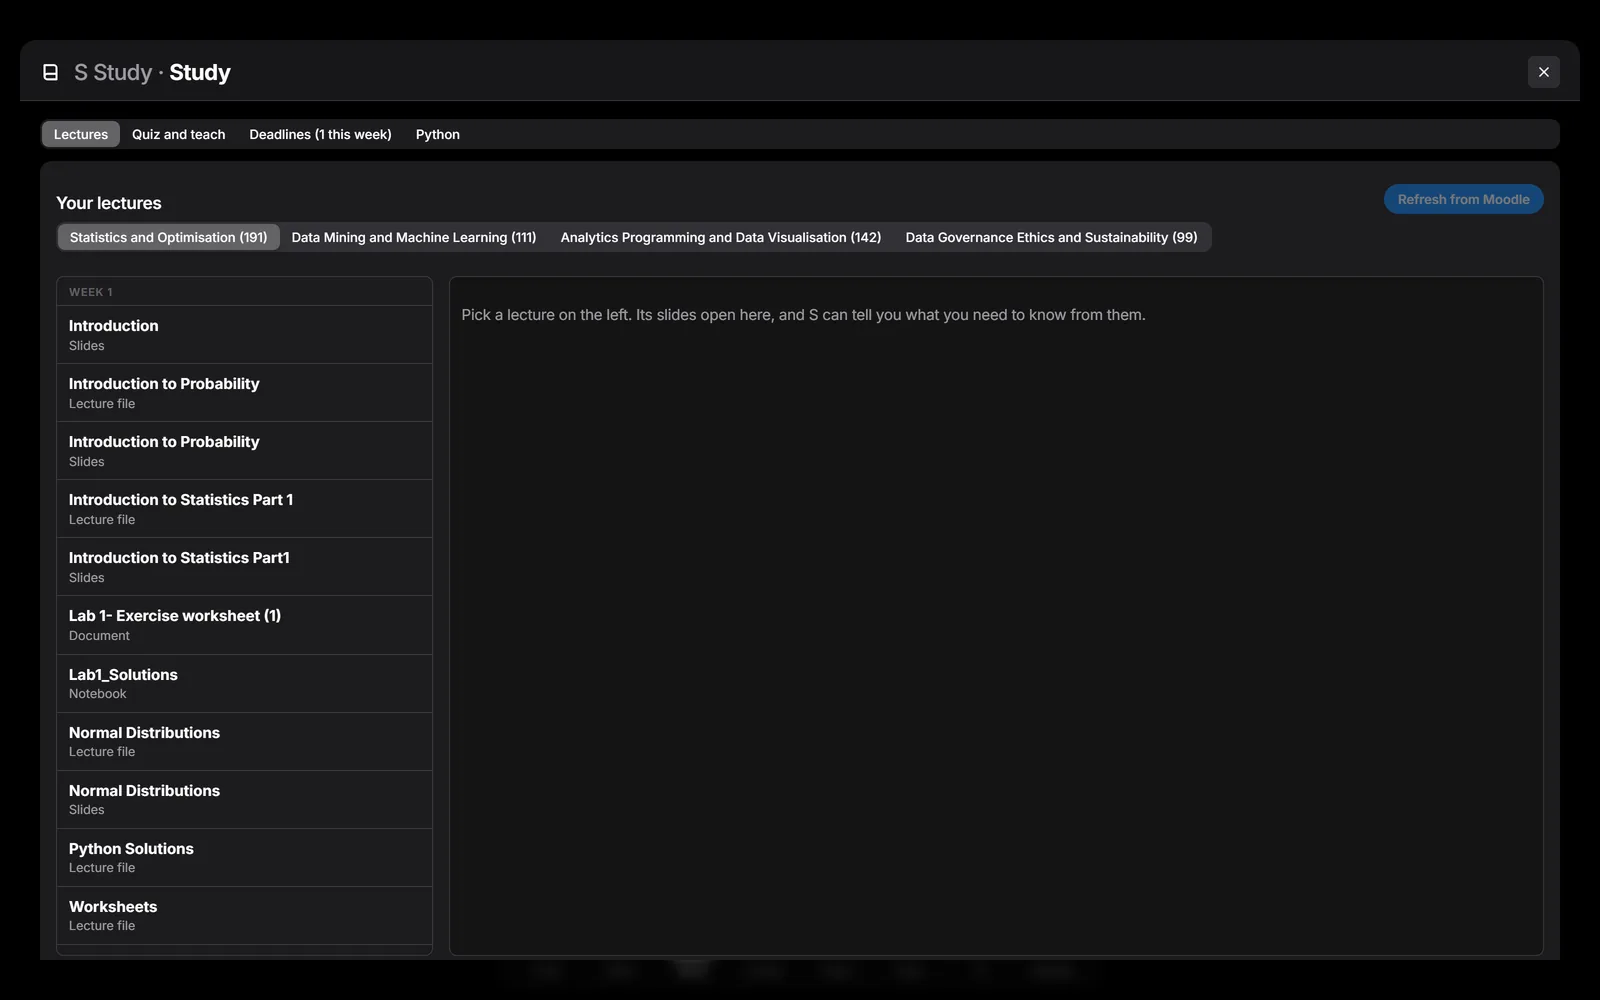 S Study · Study
Lectures Quiz and teach Deadlines (1 this week) Python
Your lectures
Refresh from Moodle
Statistics and Optimisation (191) Data Mining and Machine Learning (111) Analytics Programming and Data Visualisation (142) Data Governance Ethics and Sustainability (99)
WEEK 1
Introduction
Slides
Introduction to Probability
Lecture file
Introduction to Probability
Slides
Introduction to Statistics Part 1
Lecture file
Introduction to Statistics Part1
Slides
Lab 1- Exercise worksheet (1)
Document
Lab1_Solutions
Notebook
Normal Distributions
Lecture file
Normal Distributions
Slides
Python Solutions
Lecture file
Worksheets
Lecture file
Pick a lecture on the left. Its slides open here, and S can tell you what you need to know from them.